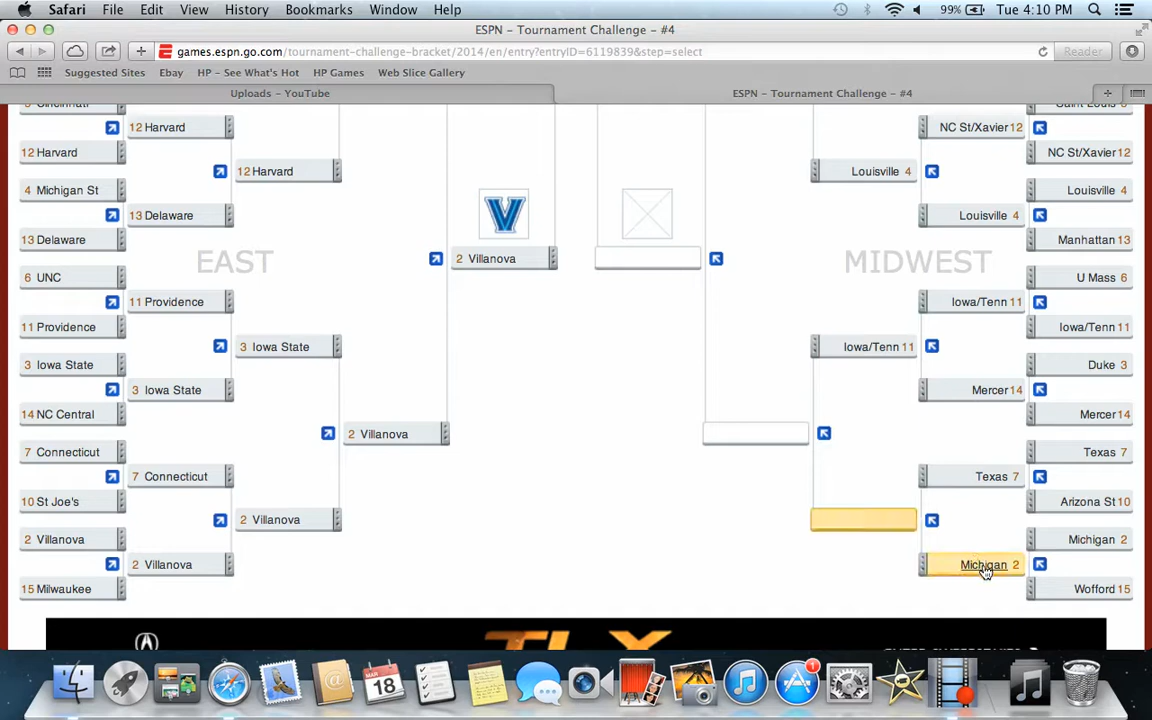 Safari File Edit View History Bookmarks Window Help 99% Tue 4:10 PM
ESPN – Tournament Challenge – #4
games.espn.go.com/tournament-challenge-bracket/2014/en/entry?entryID=6119839&step=select Reader
Suggested Sites Ebay HP – See What's Hot HP Games Web Slice Gallery
Uploads – YouTube ESPN – Tournament Challenge – #4
12 Harvard NC St/Xavier 12
12 Harvard NC St/Xavier 12
12 Harvard Louisville 4
4 Michigan St Louisville 4
13 Delaware Louisville 4
13 Delaware Manhattan 13
EAST MIDWEST
2 Villanova
6 UNC U Mass 6
11 Providence Iowa/Tenn 11
11 Providence Iowa/Tenn 11
3 Iowa State Iowa/Tenn 11
3 Iowa State Duke 3
3 Iowa State Mercer 14
14 NC Central Mercer 14
2 Villanova
7 Connecticut Texas 7
7 Connecticut Texas 7
10 St Joe's Arizona St 10
2 Villanova
2 Villanova Michigan 2
2 Villanova Michigan 2
15 Milwaukee Wofford 15
TLX
MAR
18
1